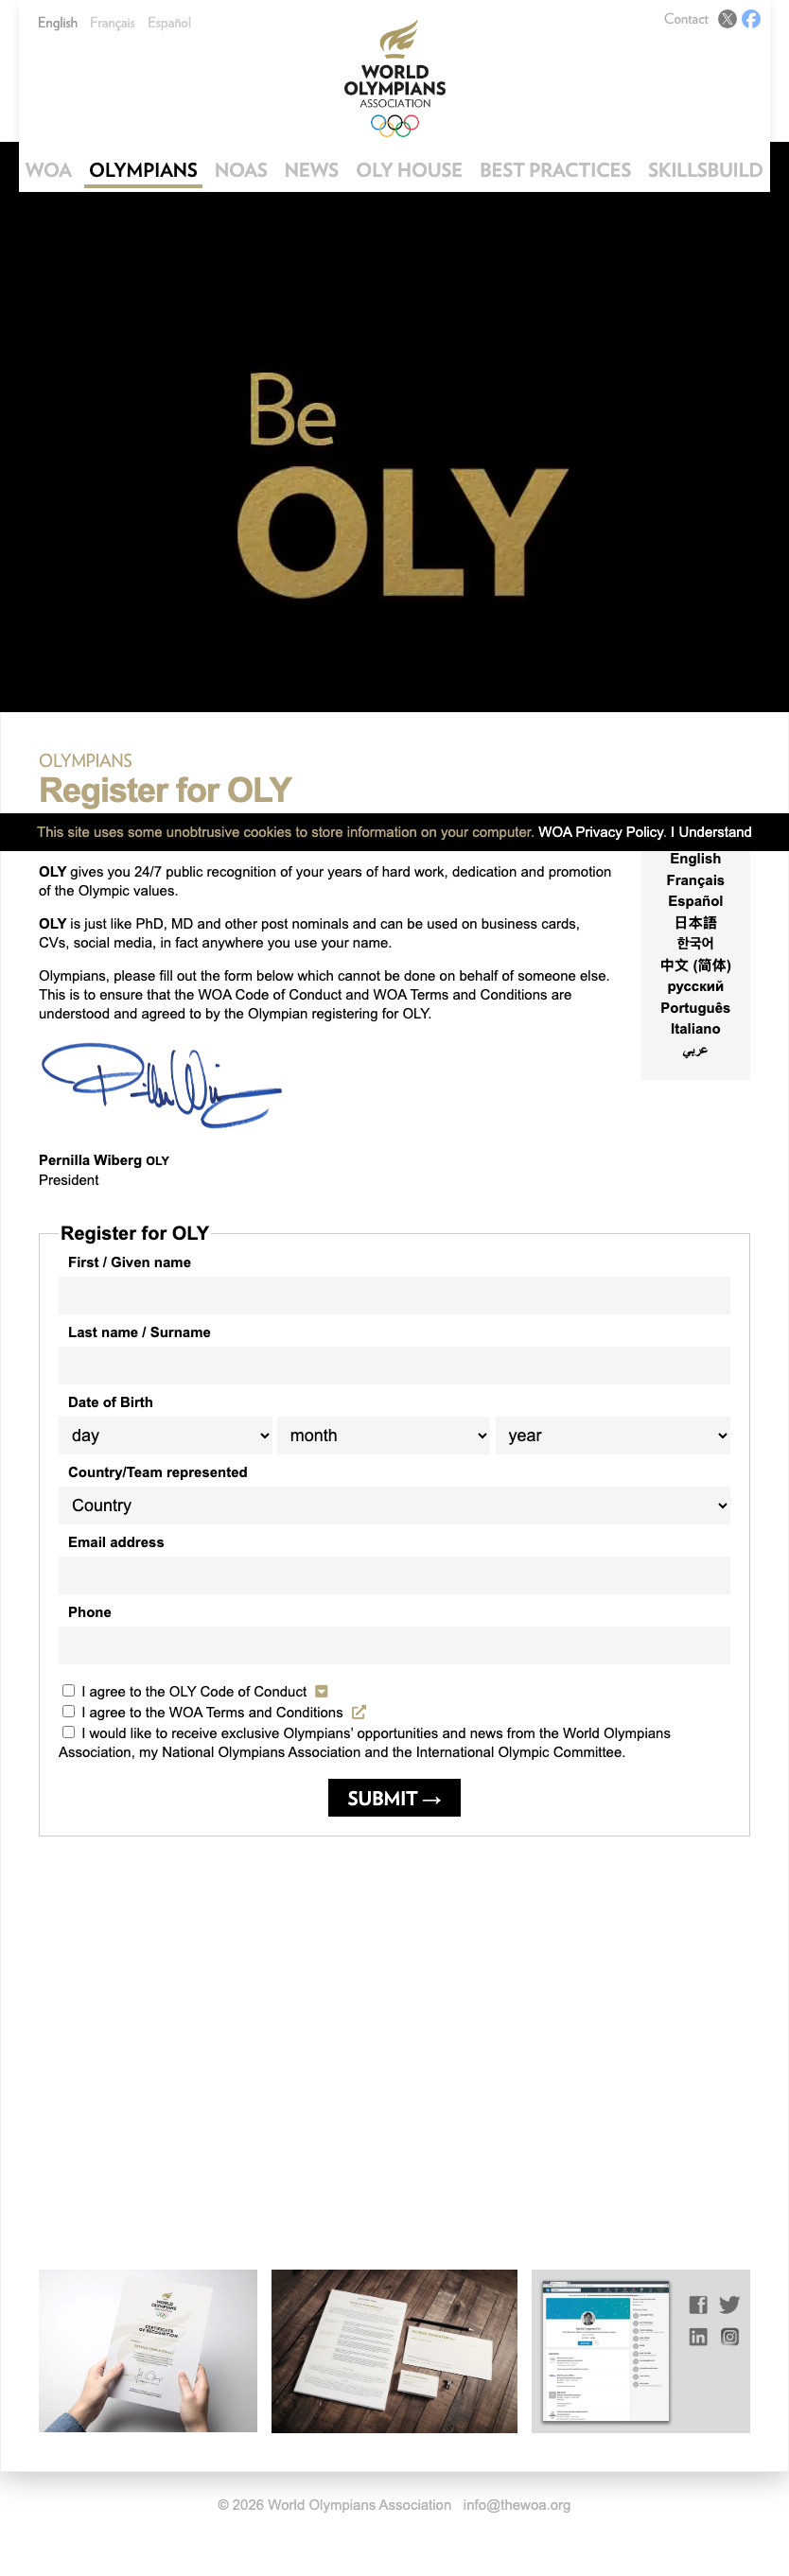 English Français Español
Contact
WORLD
OLYMPIANS
ASSOCIATION
WOA OLYMPIANS NOAS NEWS OLY HOUSE BEST PRACTICES SKILLSBUILD
Be
OLY
OLYMPIANS
Register for OLY
This site uses some unobtrusive cookies to store information on your computer. WOA Privacy Policy. I Understand
OLY gives you 24/7 public recognition of your years of hard work, dedication and promotion
of the Olympic values.
OLY is just like PhD, MD and other post nominals and can be used on business cards,
CVs, social media, in fact anywhere you use your name.
Olympians, please fill out the form below which cannot be done on behalf of someone else.
This is to ensure that the WOA Code of Conduct and WOA Terms and Conditions are
understood and agreed to by the Olympian registering for OLY.
English
Français
Español
日本語
한국어
中文 (简体)
русский
Português
Italiano
عربي
Pernilla Wiberg OLY
President
Register for OLY
First / Given name
Last name / Surname
Date of Birth
day month year
Country/Team represented
Country
Email address
Phone
I agree to the OLY Code of Conduct
I agree to the WOA Terms and Conditions
I would like to receive exclusive Olympians’ opportunities and news from the World Olympians
Association, my National Olympians Association and the International Olympic Committee.
SUBMIT →
WORLD
OLYMPIANS
CERTIFICATE
OF RECOGNITION
© 2026 World Olympians Association info@thewoa.org